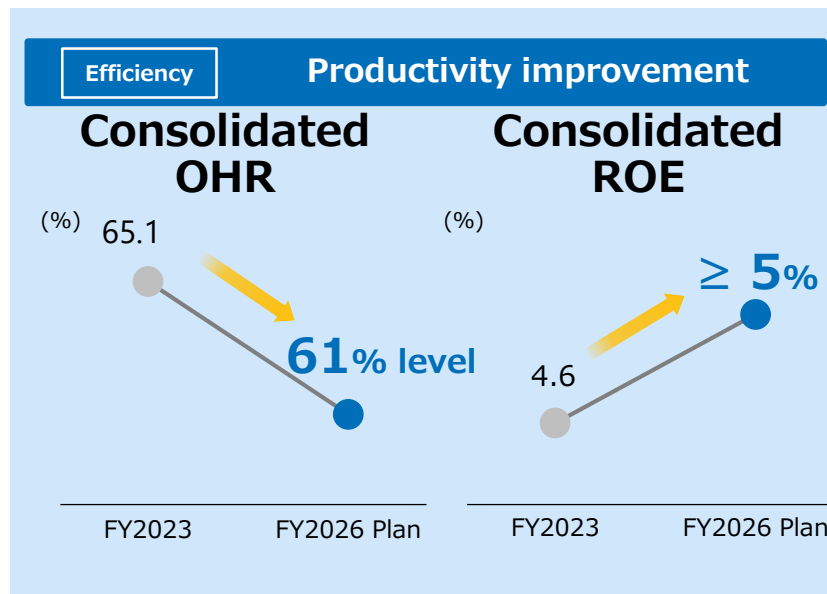 Efficiency
Productivity improvement
Consolidated
OHR
(%)
65.1
61% level
FY2023
FY2026 Plan
Consolidated
ROE
(%)
≥ 5%
4.6
FY2023
FY2026 Plan